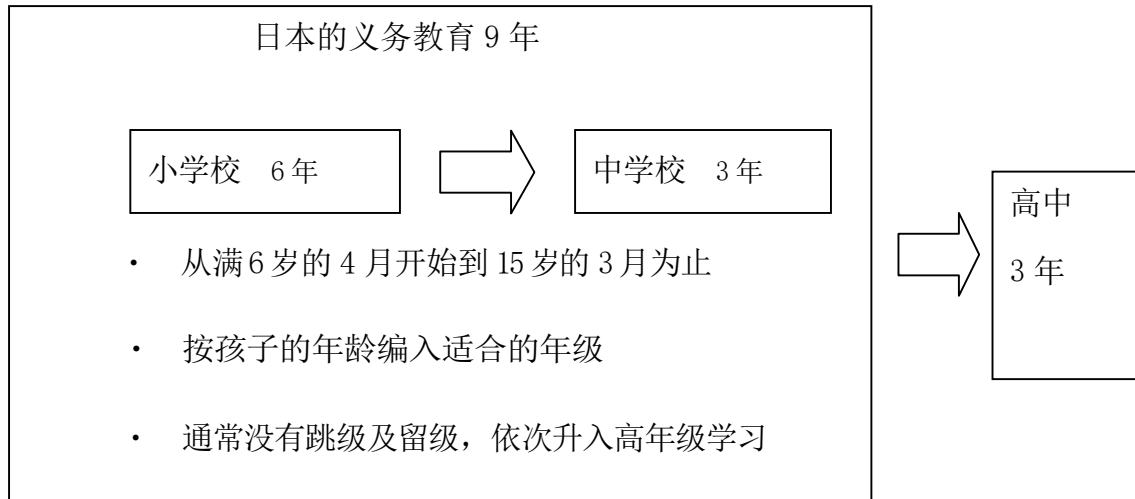 日本的义务教育 9 年
小学校 6 年
中学校 3 年
高中
3 年
· 从满 6 岁的 4 月开始到 15 岁的 3 月为止
· 按孩子的年龄编入适合的年级
· 通常没有跳级及留级，依次升入高年级学习